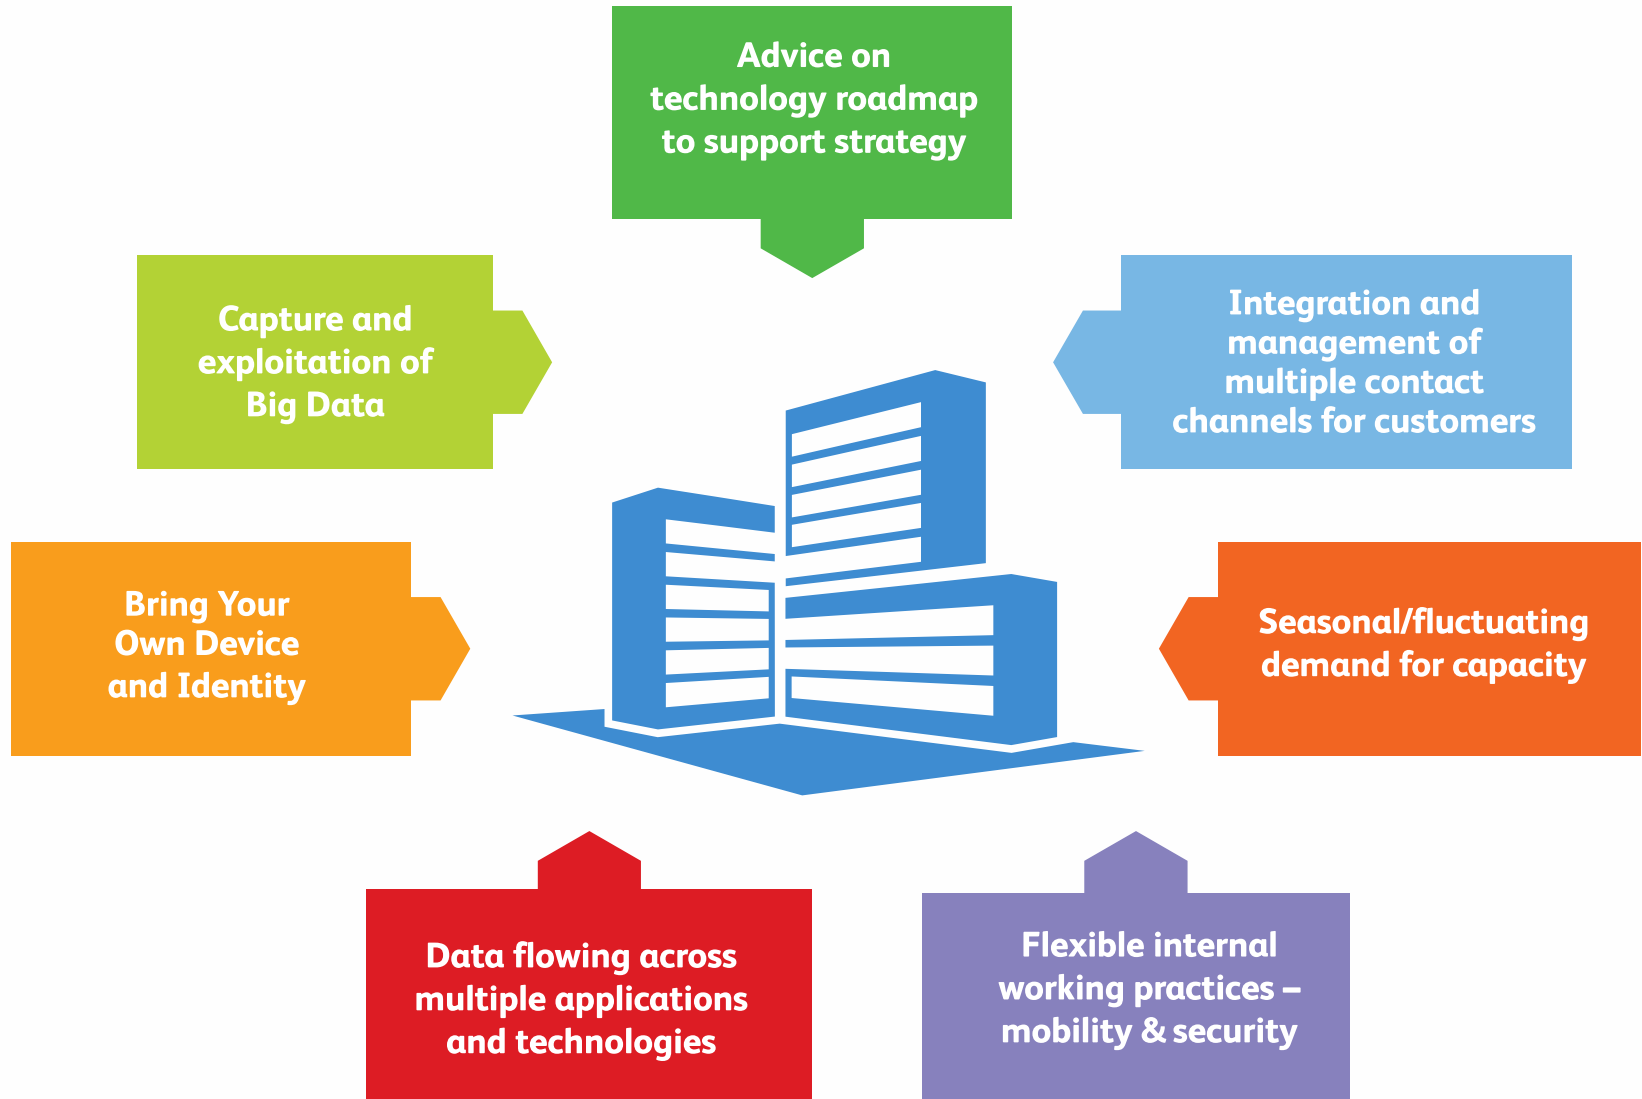 Advice on
technology roadmap
to support strategy
Capture and
exploitation of
Big Data
Integration and
management of
multiple contact
channels for customers
Bring Your
Own Device
and Identity
Seasonal/fluctuating
demand for capacity
Data flowing across
multiple applications
and technologies
Flexible internal
working practices –
mobility & security